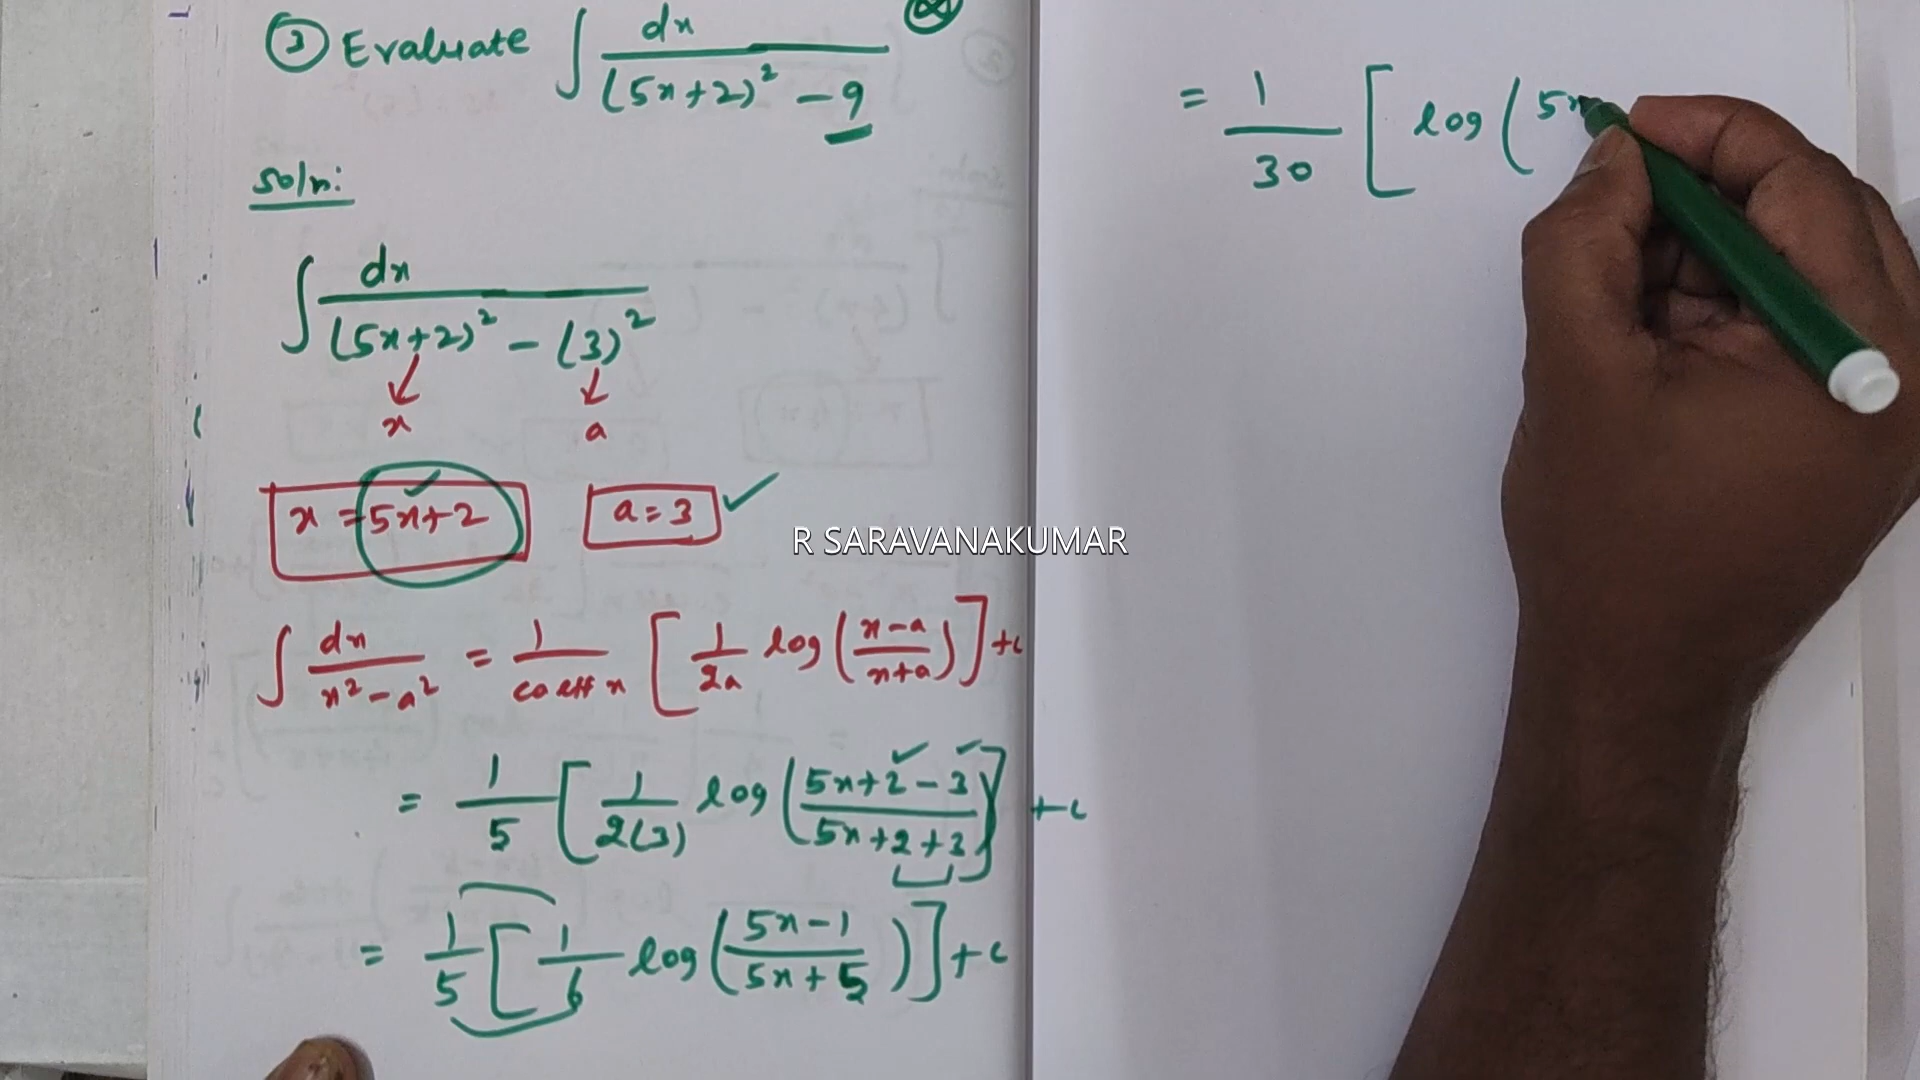 ③ Evaluate ∫ dx / (5x+2)² - 9
Soln:
∫ dx / (5x+2)² - (3)²
x a
x = 5x+2 ✓ a = 3 ✓
∫ dx / x² - a² = 1 / coeff x [ 1/2a log ( x-a / x+a ) ] + c
= 1/5 [ 1/2(3) log ( 5x+2-3 / 5x+2+3 ) ] + c
= 1/5 [ 1/6 log ( 5x-1 / 5x+5 ) ] + c
= 1/30 [ log ( 5x
R SARAVANAKUMAR